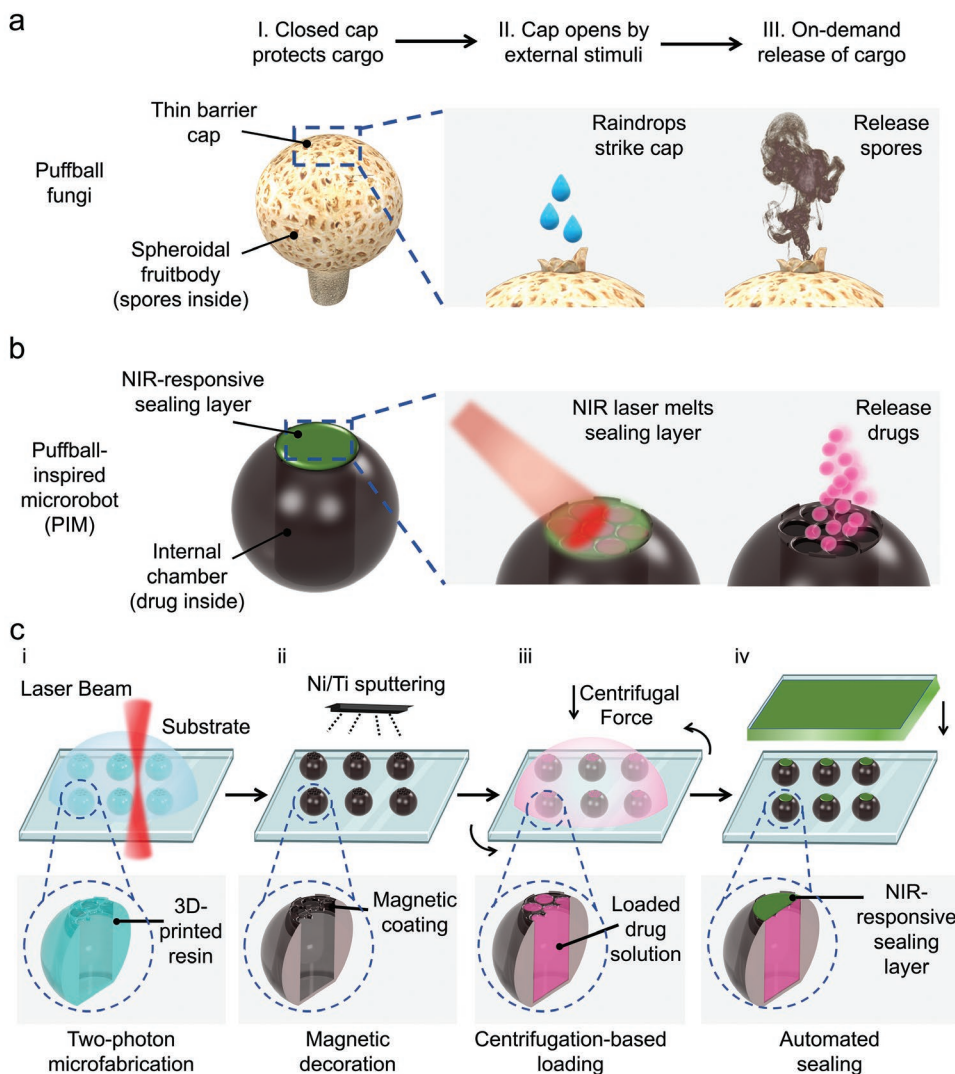 a
I. Closed cap
protects cargo
II. Cap opens by
external stimuli
III. On-demand
release of cargo
Puffball
fungi
Thin barrier
cap
Spheroidal
fruitbody
(spores inside)
Raindrops
strike cap
Release
spores
b
Puffball-
inspired
microrobot
(PIM)
NIR-responsive
sealing layer
Internal
chamber
(drug inside)
NIR laser melts
sealing layer
Release
drugs
c
i
Laser Beam
Substrate
3D-
printed
resin
Two-photon
microfabrication
ii
Ni/Ti sputtering
Magnetic
coating
Magnetic
decoration
iii
Centrifugal
Force
Loaded
drug
solution
Centrifugation-based
loading
iv
NIR-
responsive
sealing
layer
Automated
sealing